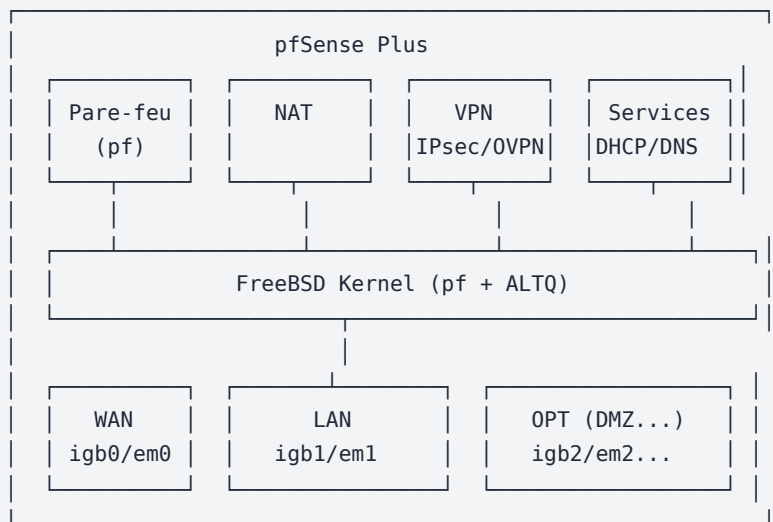 pfSense Plus
Pare-feu NAT VPN Services
(pf) IPsec/OVPN DHCP/DNS
FreeBSD Kernel (pf + ALTQ)
WAN LAN OPT (DMZ...)
igb0/em0 igb1/em1 igb2/em2...